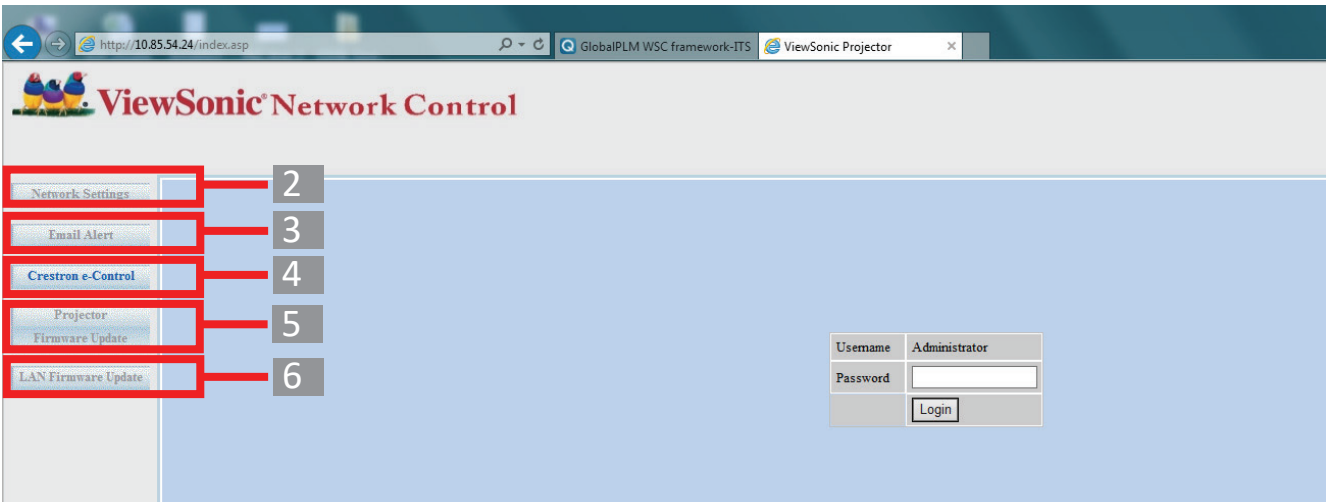 http://10.85.54.24/index.asp
GlobalPLM WSC framework-ITS
ViewSonic Projector
ViewSonic® Network Control
Network Settings
2
Email Alert
3
Crestron e-Control
4
Projector
Firmware Update
5
LAN Firmware Update
6
Username Administrator
Password
Login